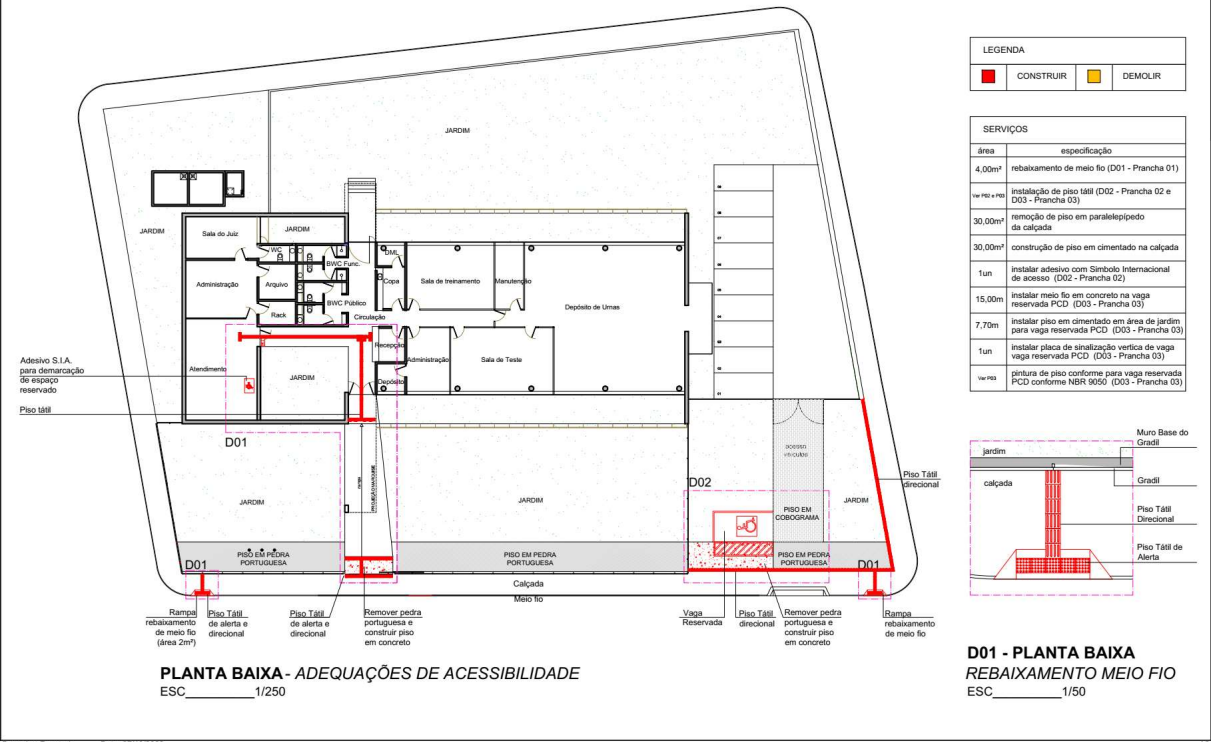 LEGENDA
CONSTRUIR
DEMOLIR
SERVIÇOS
área
especificação
4,00m²
rebaixamento de meio fio (D01 - Prancha 01)
Ver P02 e P03
instalação de piso tátil (D02 - Prancha 02 e
D03 - Prancha 03)
30,00m²
remoção de piso em paralelepípedo
da calçada
30,00m²
construção de piso em cimentado na calçada
1un
instalar adesivo com Simbolo Internacional
de acesso (D02 - Prancha 02)
15,00m
instalar meio fio em concreto na vaga
reservada PCD (D03 - Prancha 03)
7,70m
instalar piso em cimentado em área de jardim
para vaga reservada PCD (D03 - Prancha 03)
1un
instalar placa de sinalização vertica de vaga
vaga reservada PCD (D03 - Prancha 03)
Ver P03
pintura de piso conforme para vaga reservada
PCD conforme NBR 9050 (D03 - Prancha 03)
JARDIM
JARDIM
Sala do Juiz
JARDIM
WC
BWC Func.
DML
Administração
Arquivo
Copa
Sala de treinamento
Manutenção
BWC Público
Depósito de Urnas
Rack
Circulação
Recepção
Administração
Sala de Teste
Atendimento
JARDIM
Depósito
Adesivo S.I.A.
para demarcação
de espaço
reservado
Piso tátil
D01
rampa
PROJEÇÃO MARQUISE
acesso
veículos
JARDIM
JARDIM
JARDIM
D02
PISO EM
COBOGRAMA
Piso Tátil
direcional
PISO EM PEDRA
PORTUGUESA
PISO EM PEDRA
PORTUGUESA
PISO EM PEDRA
PORTUGUESA
D01
D01
Calçada
Meio fio
Rampa
rebaixamento
de meio fio
(área 2m²)
Piso Tátil
de alerta e
direcional
Piso Tátil
de alerta e
direcional
Remover pedra
portuguesa e
construir piso
em concreto
Vaga
Reservada
Piso Tátil
direcional
Remover pedra
portuguesa e
construir piso
em concreto
Rampa
rebaixamento
de meio fio
PLANTA BAIXA - ADEQUAÇÕES DE ACESSIBILIDADE
ESC__________1/250
jardim
calçada
Muro Base do
Gradil
Gradil
Piso Tátil
Direcional
Piso Tátil de
Alerta
D01 - PLANTA BAIXA
REBAIXAMENTO MEIO FIO
ESC__________1/50